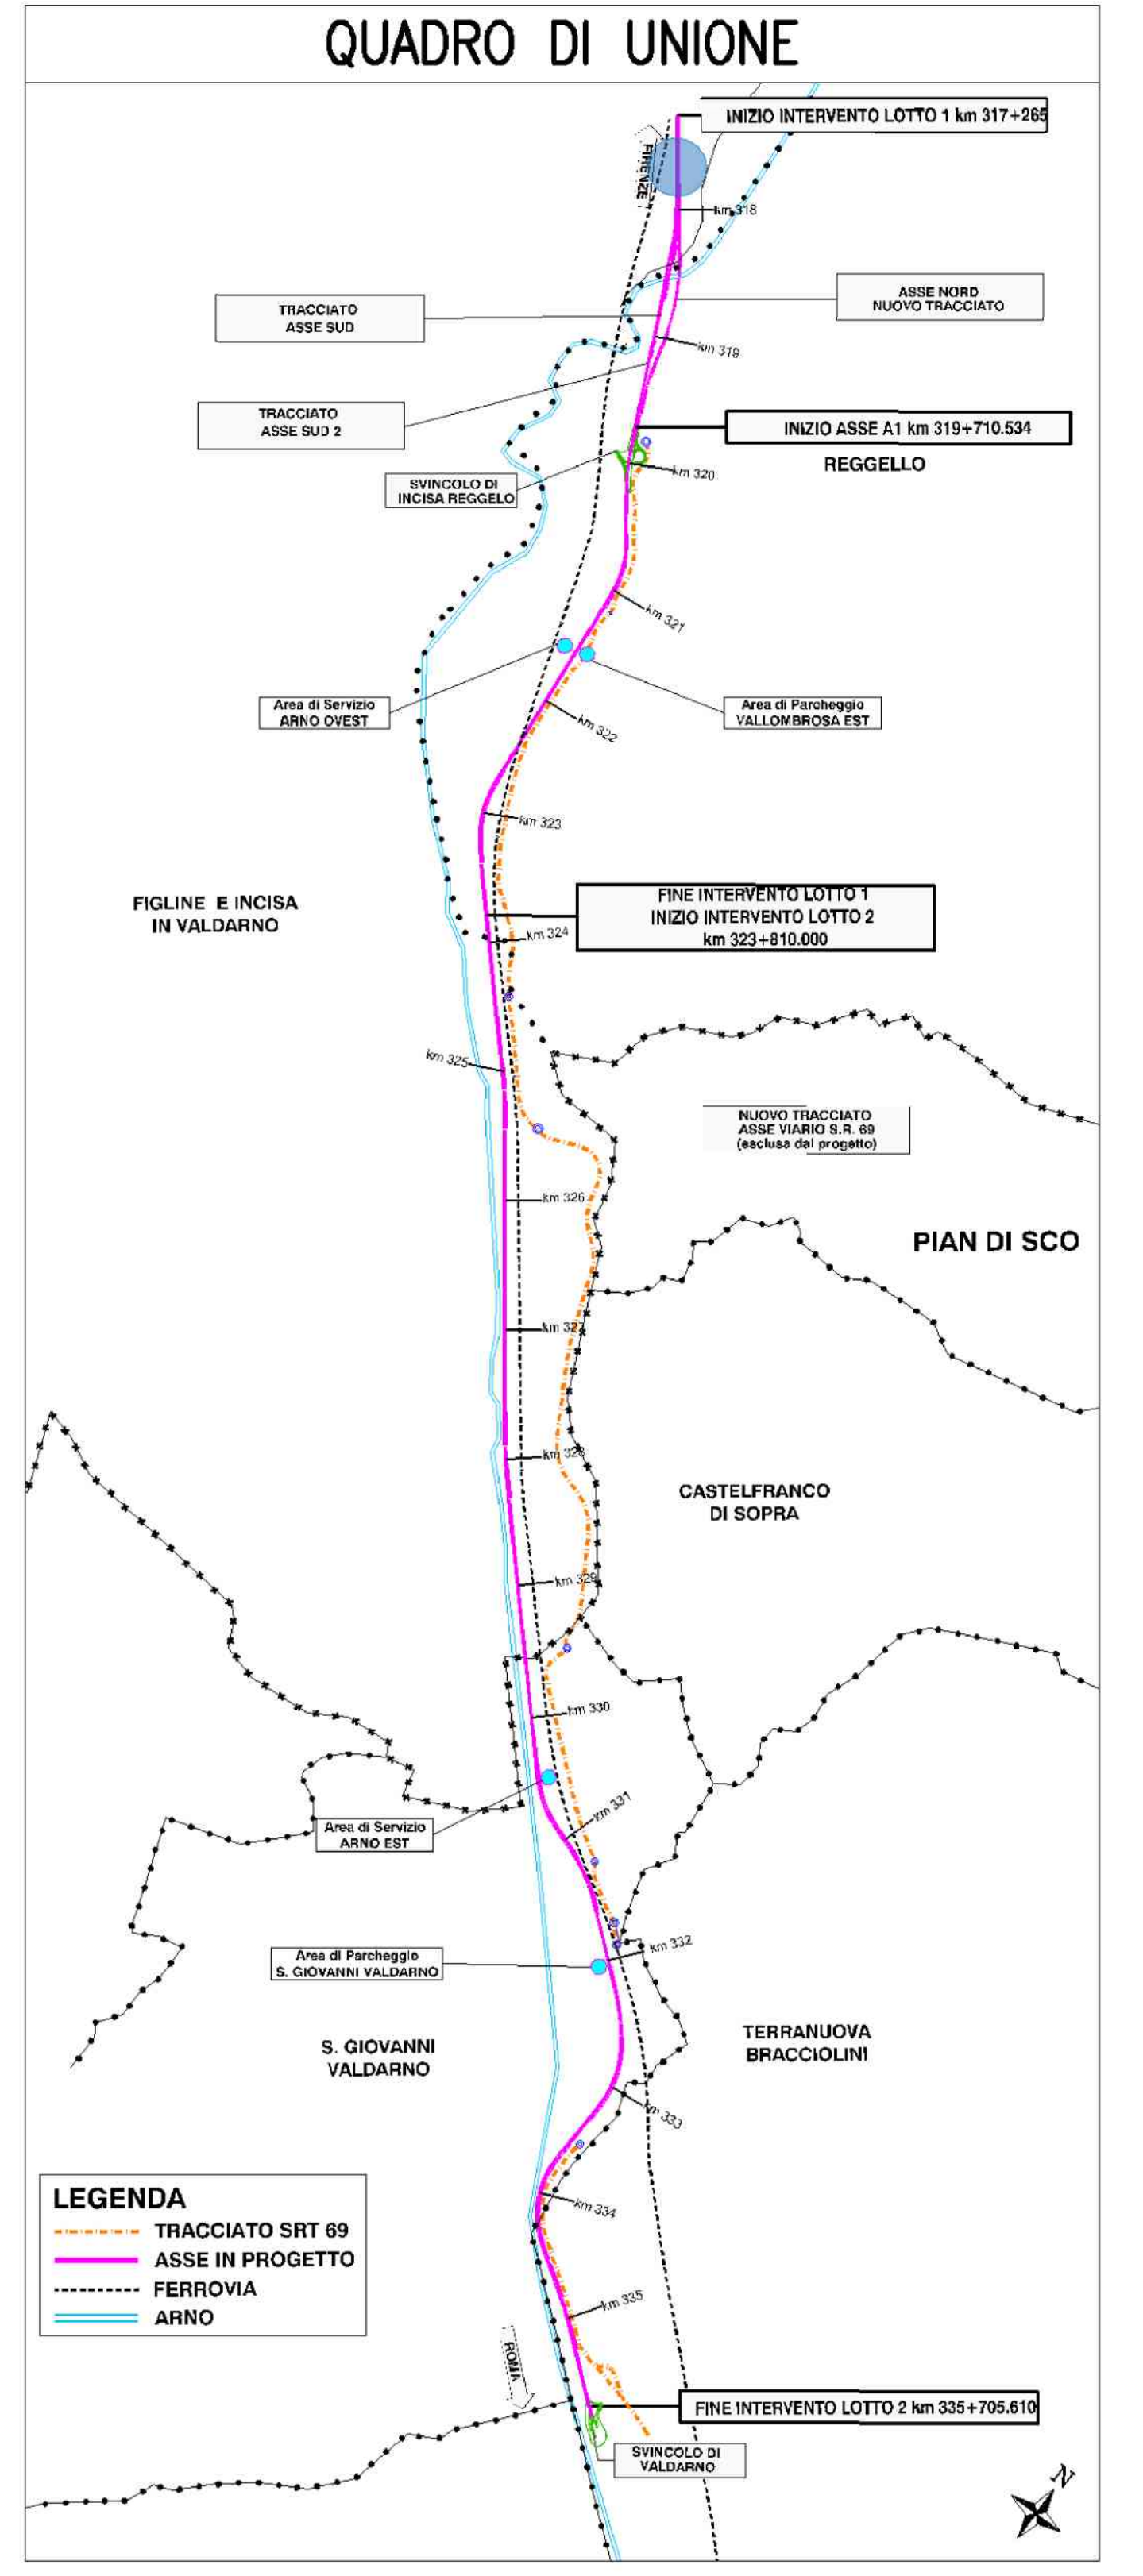 QUADRO DI UNIONE
INIZIO INTERVENTO LOTTO 1 km 317+265
FIRENZE
km 318
ASSE NORD
NUOVO TRACCIATO
TRACCIATO
ASSE SUD
km 319
TRACCIATO
ASSE SUD 2
INIZIO ASSE A1 km 319+710.534
REGGELLO
km 320
SVINCOLO DI
INCISA REGGELO
km 321
Area di Servizio
ARNO OVEST
Area di Parcheggio
VALLOMBROSA EST
km 322
km 323
FIGLINE E INCISA
IN VALDARNO
FINE INTERVENTO LOTTO 1
INIZIO INTERVENTO LOTTO 2
km 323+810.000
km 324
km 325
NUOVO TRACCIATO
ASSE VIARIO S.R. 69
(esclusa dal progetto)
km 326
PIAN DI SCO
km 327
km 328
CASTELFRANCO
DI SOPRA
km 329
km 330
km 331
Area di Servizio
ARNO EST
km 332
Area di Parcheggio
S. GIOVANNI VALDARNO
TERRANUOVA
BRACCIOLINI
S. GIOVANNI
VALDARNO
km 333
km 334
LEGENDA
TRACCIATO SRT 69
ASSE IN PROGETTO
FERROVIA
ARNO
km 335
ROMA
FINE INTERVENTO LOTTO 2 km 335+705.610
SVINCOLO DI
VALDARNO
N